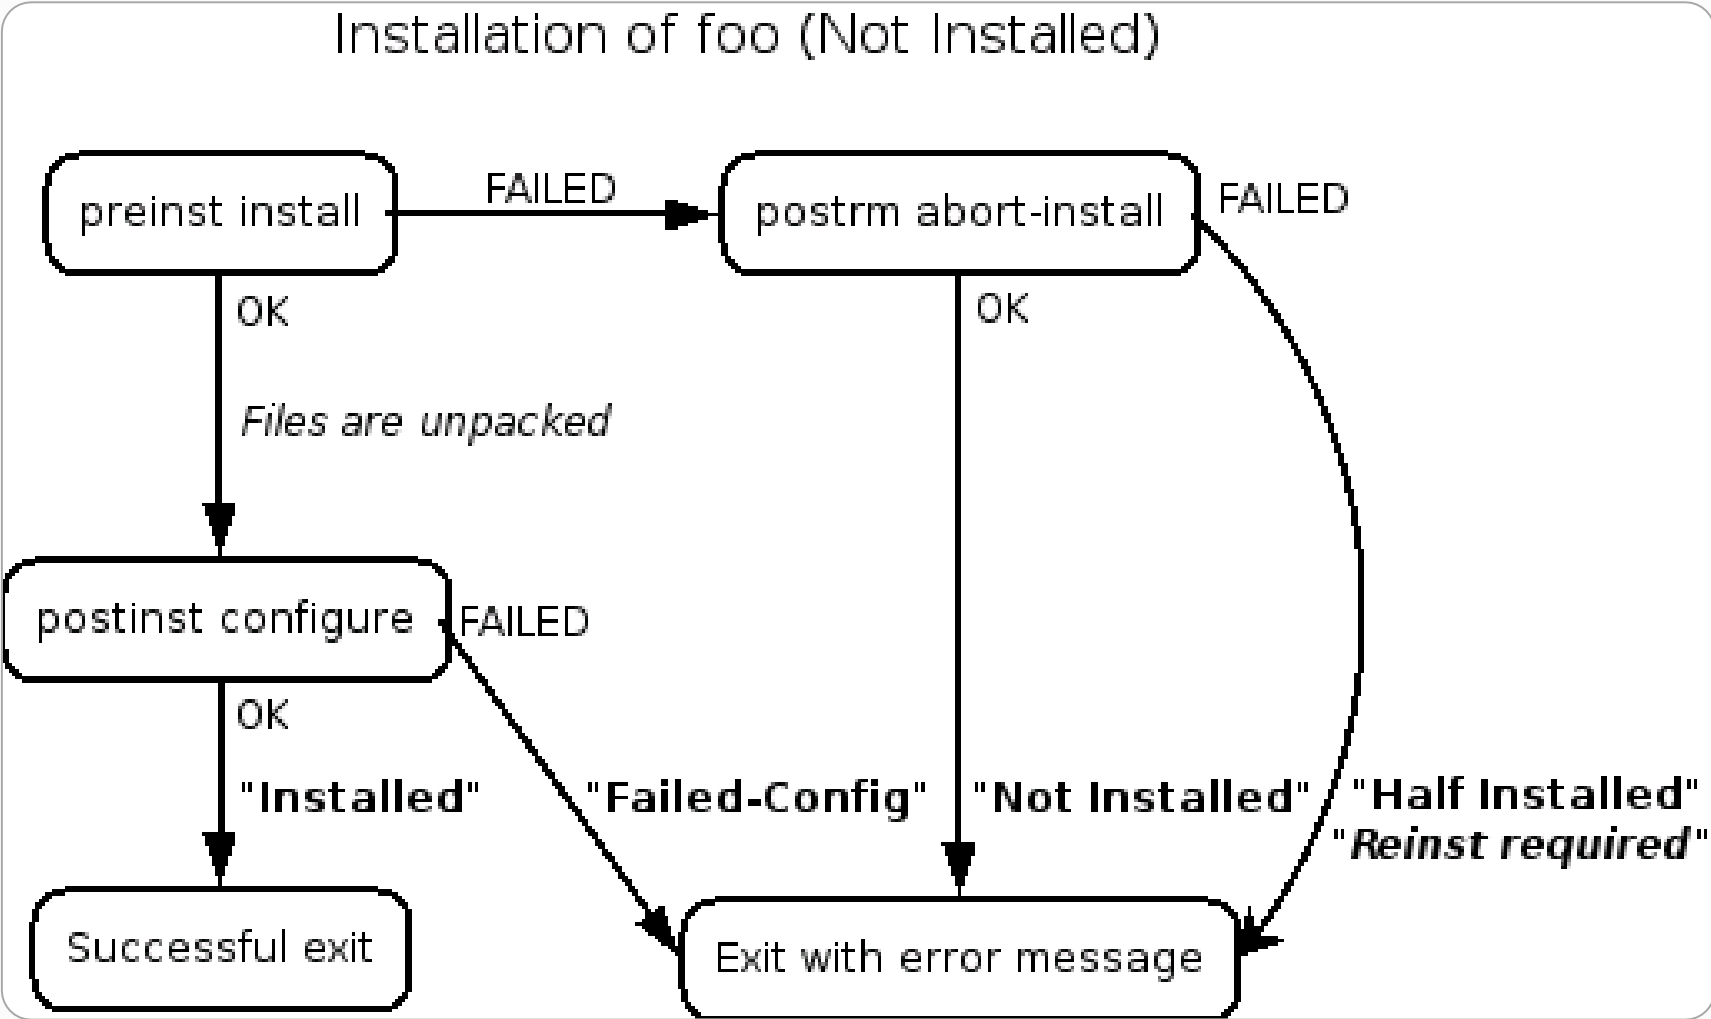 Installation of foo (Not Installed)
preinst install
FAILED
postrm abort-install
FAILED
OK
OK
Files are unpacked
postinst configure
FAILED
OK
"Installed"
"Failed-Config"
"Not Installed"
"Half Installed"
"Reinst required"
Successful exit
Exit with error message